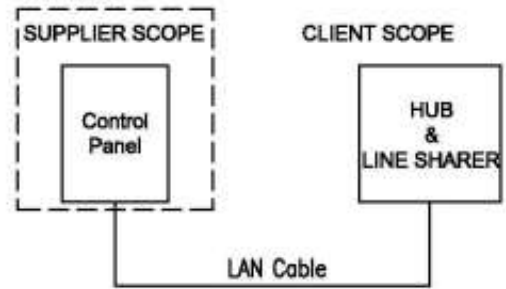 SUPPLIER SCOPE
CLIENT SCOPE
Control
Panel
HUB
&
LINE SHARER
LAN Cable